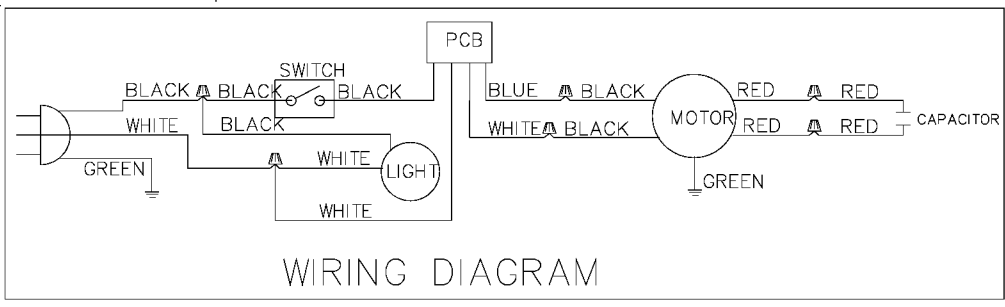 PCB
SWITCH
BLACK BLACK BLACK BLUE BLACK RED RED
MOTOR CAPACITOR
WHITE BLACK WHITE BLACK RED RED
WHITE
GREEN LIGHT GREEN
WHITE
WIRING DIAGRAM